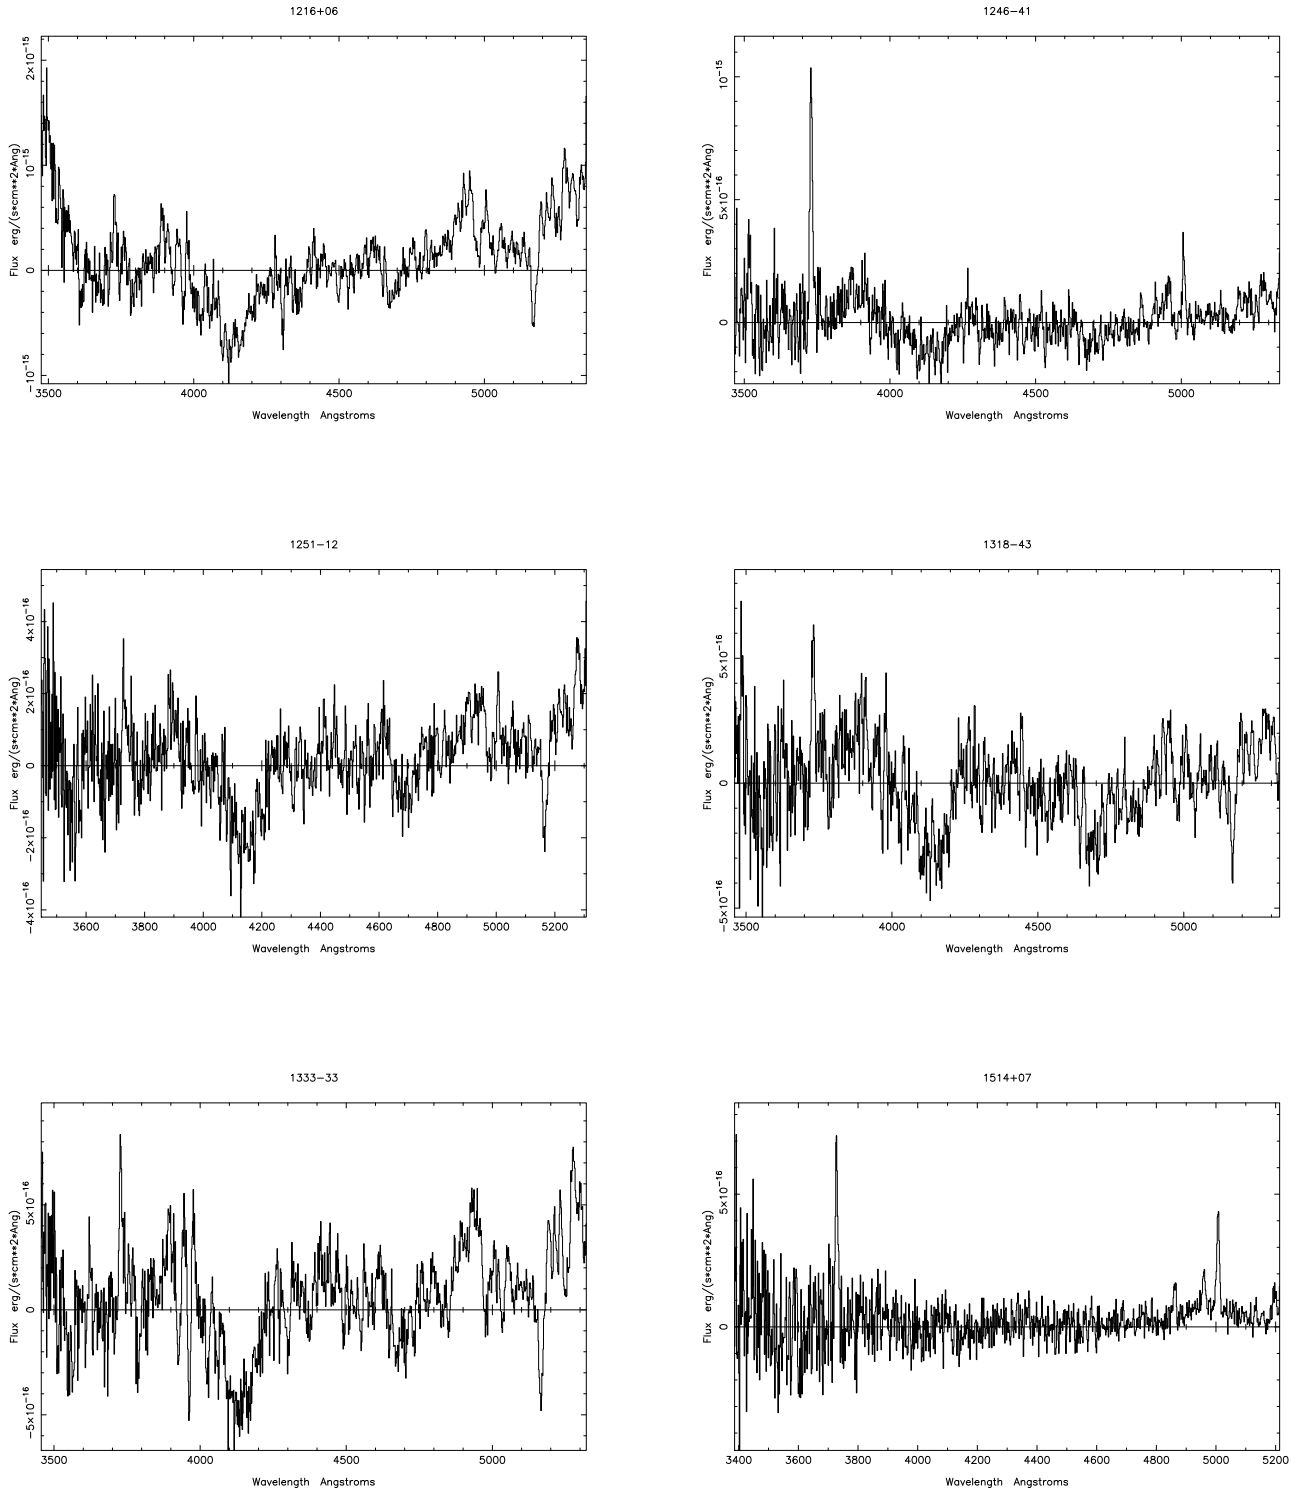 1216+06
2×10⁻¹⁵
10⁻¹⁵
0
−10⁻¹⁵
Flux erg/(s*cm**2*Ang)
3500 4000 4500 5000
Wavelength Angstroms
1246−41
10⁻¹⁵
5×10⁻¹⁶
0
Flux erg/(s*cm**2*Ang)
3500 4000 4500 5000
Wavelength Angstroms
1251−12
4×10⁻¹⁶
2×10⁻¹⁶
0
−2×10⁻¹⁶
−4×10⁻¹⁶
Flux erg/(s*cm**2*Ang)
3600 3800 4000 4200 4400 4600 4800 5000 5200
Wavelength Angstroms
1318−43
5×10⁻¹⁶
0
−5×10⁻¹⁶
Flux erg/(s*cm**2*Ang)
3500 4000 4500 5000
Wavelength Angstroms
1333−33
5×10⁻¹⁶
0
−5×10⁻¹⁶
Flux erg/(s*cm**2*Ang)
3500 4000 4500 5000
Wavelength Angstroms
1514+07
5×10⁻¹⁶
0
Flux erg/(s*cm**2*Ang)
3400 3600 3800 4000 4200 4400 4600 4800 5000 5200
Wavelength Angstroms